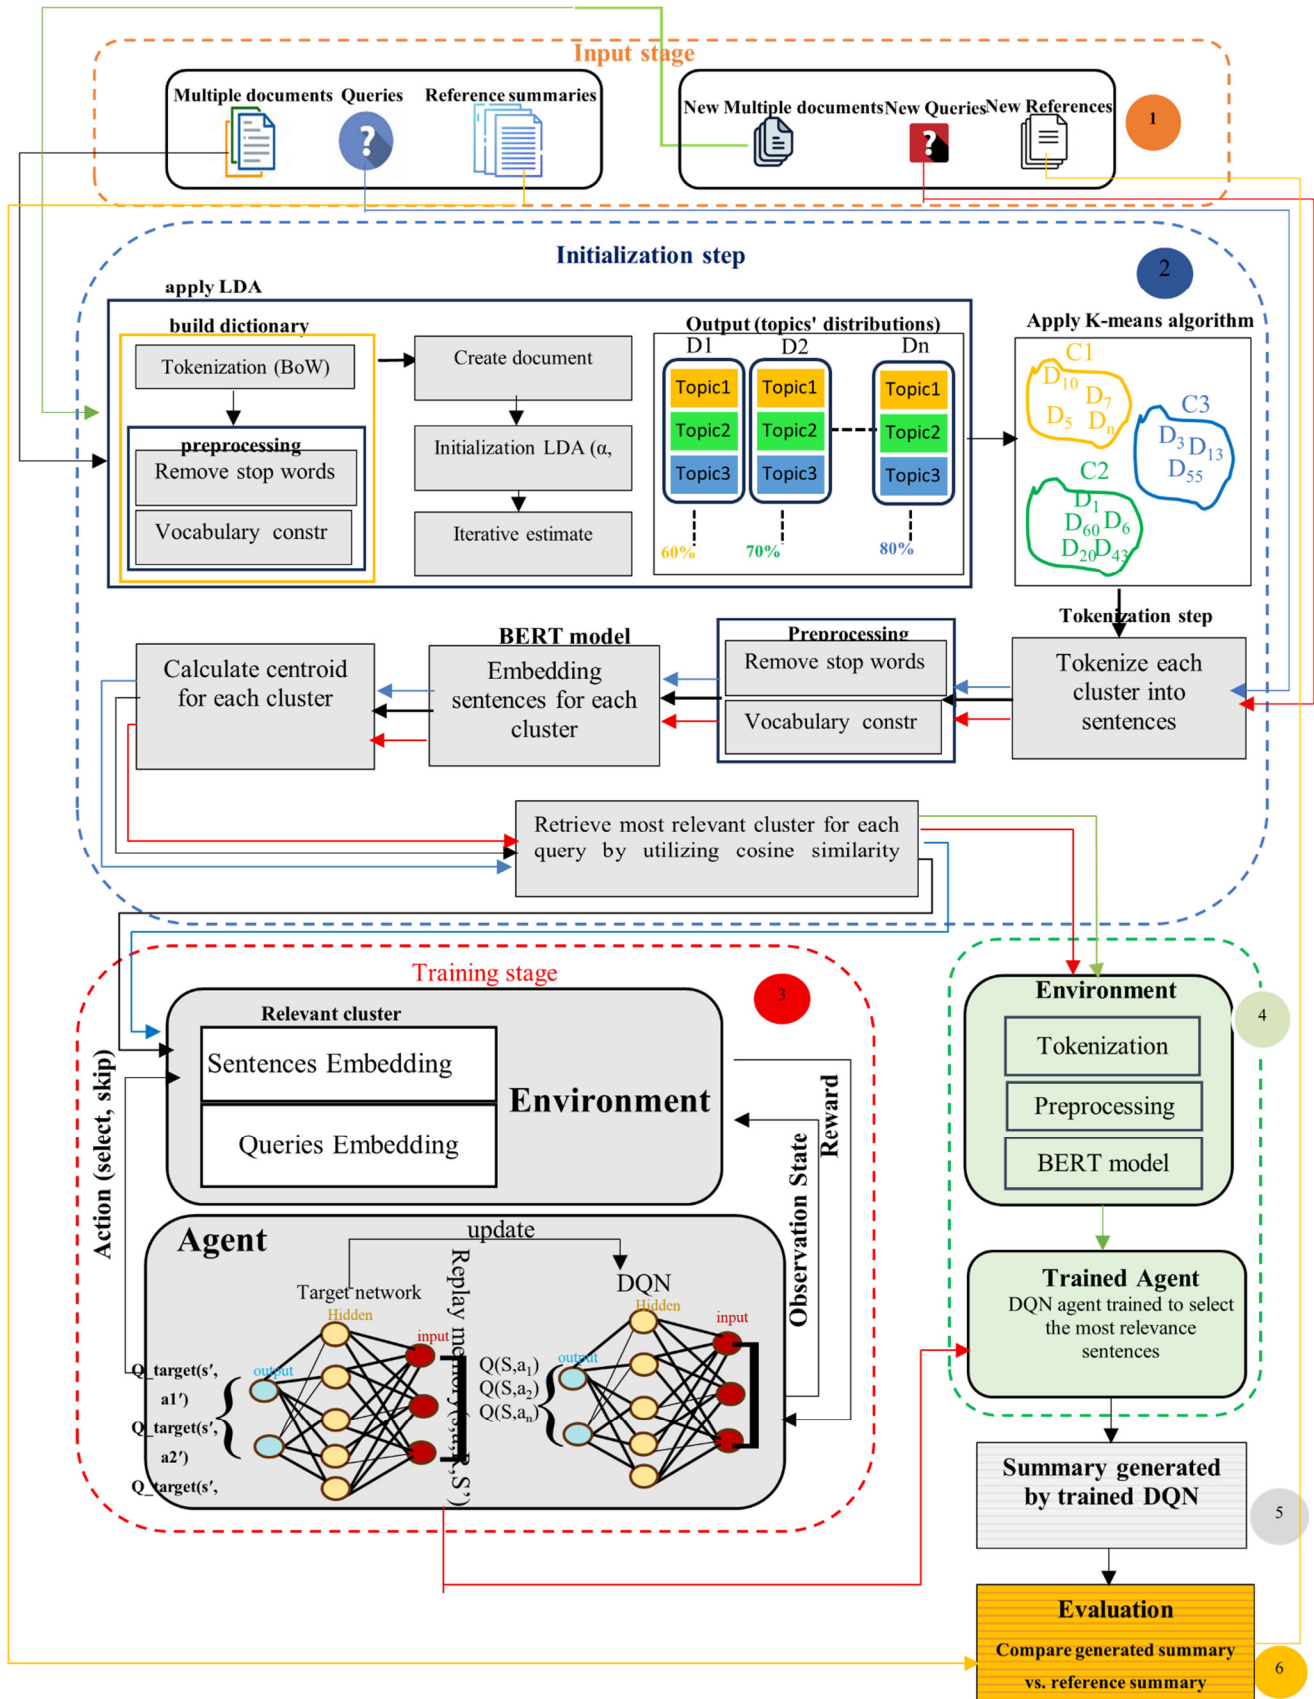 Input stage
Multiple documents Queries Reference summaries
New Multiple documents New Queries New References
1
Initialization step
2
apply LDA
build dictionary
Tokenization (BoW)
preprocessing
Remove stop words
Vocabulary constr
Create document
Initialization LDA (α,
Iterative estimate
Output (topics' distributions)
D1 D2 Dn
Topic1 Topic1 Topic1
Topic2 Topic2 Topic2
Topic3 Topic3 Topic3
60% 70% 80%
Apply K-means algorithm
C1
D10
D7
D5 Dn
C3
D3 D13
D55
C2
D1
D60 D6
D20 D43
Tokenization step
Tokenize each
cluster into
sentences
Preprocessing
Remove stop words
Vocabulary constr
BERT model
Embedding
sentences for each
cluster
Calculate centroid
for each cluster
Retrieve most relevant cluster for each
query by utilizing cosine similarity
Training stage
3
Relevant cluster
Sentences Embedding
Queries Embedding
Environment
Action (select, skip)
Observation State
Reward
Agent
update
Target network
Hidden
input
output
Q_target(s′,
a1′)
Q_target(s′,
a2′)
Q_target(s′,
Replay memory(s,a,R,S')
DQN
Hidden
input
output
Q(S,a1)
Q(S,a2)
Q(S,an)
4
Environment
Tokenization
Preprocessing
BERT model
Trained Agent
DQN agent trained to select
the most relevance
sentences
Summary generated
by trained DQN
5
Evaluation
Compare generated summary
vs. reference summary
6